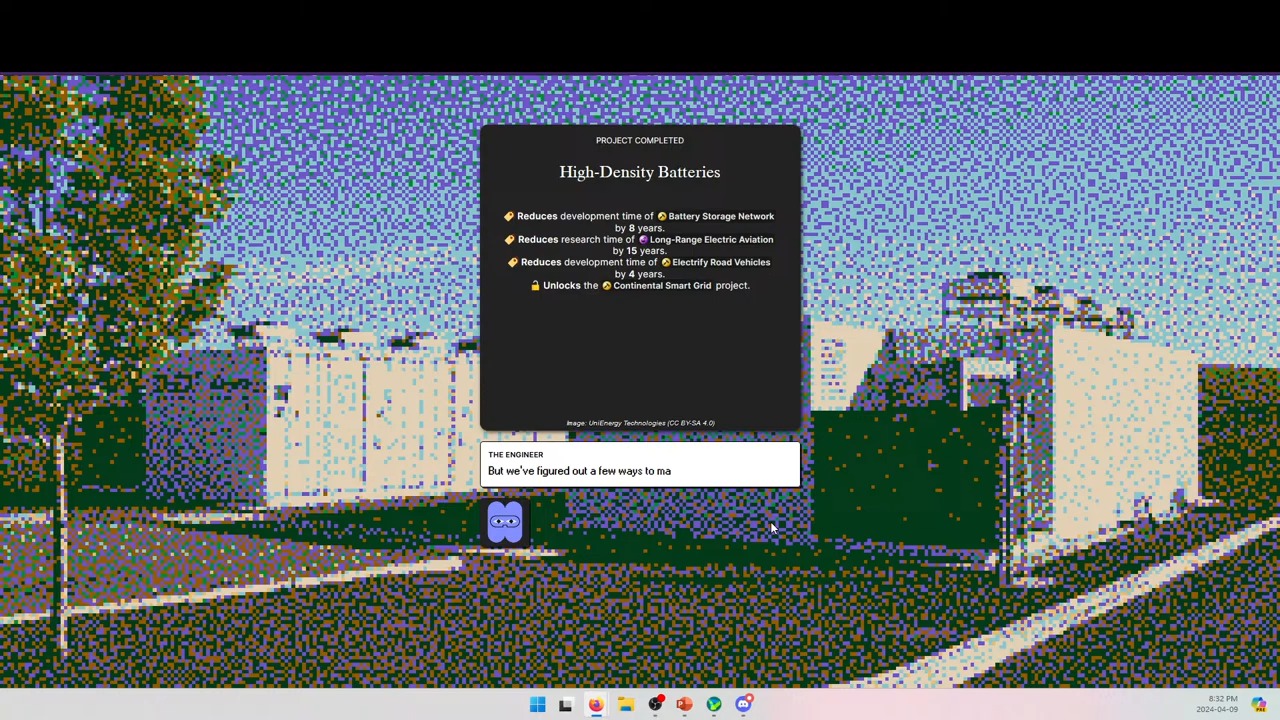 PROJECT COMPLETED
High-Density Batteries
Reduces development time of Battery Storage Network
by 8 years.
Reduces research time of Long-Range Electric Aviation
by 15 years.
Reduces development time of Electrify Road Vehicles
by 4 years.
Unlocks the Continental Smart Grid project.
Image: UniEnergy Technologies (CC BY-SA 4.0)
THE ENGINEER
But we've figured out a few ways to ma
8:32 PM
2024-04-09